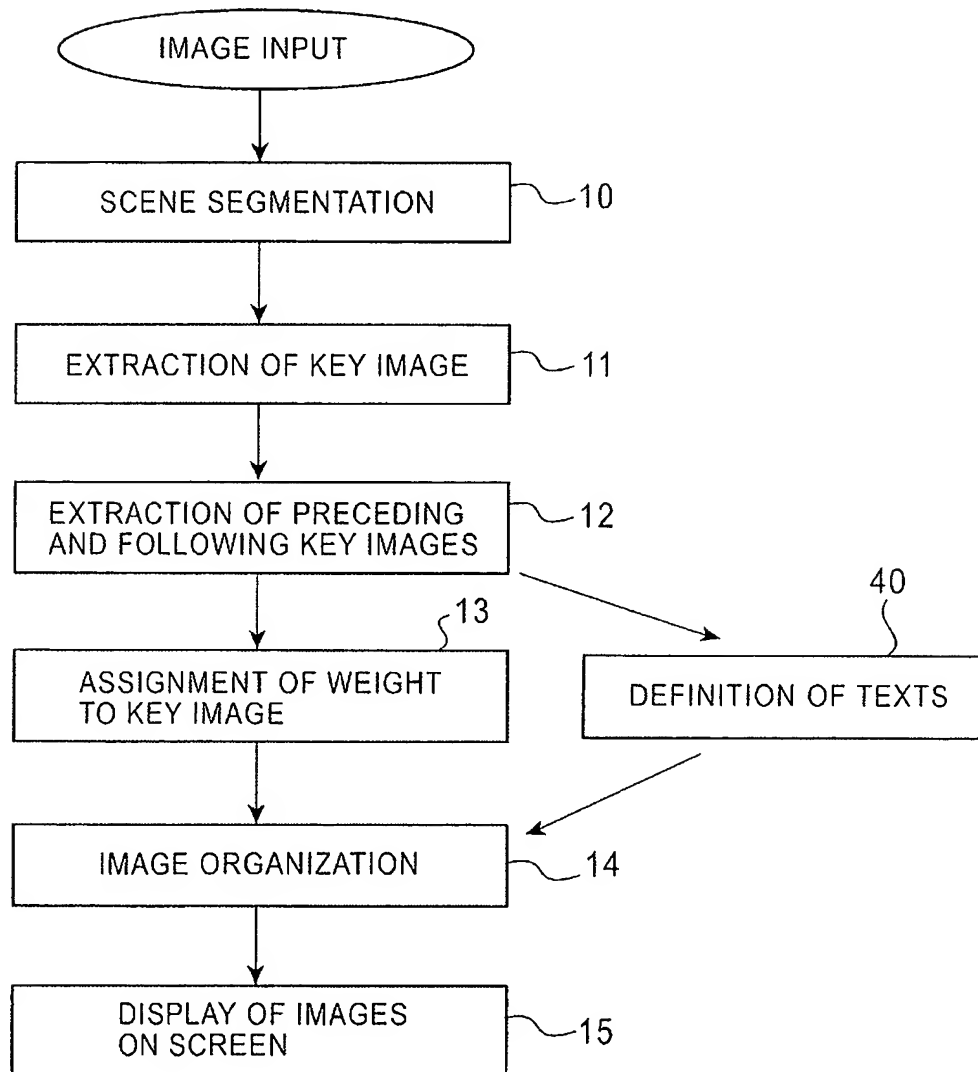 IMAGE INPUT
SCENE SEGMENTATION
10
EXTRACTION OF KEY IMAGE
11
EXTRACTION OF PRECEDING
AND FOLLOWING KEY IMAGES
12
13
ASSIGNMENT OF WEIGHT
TO KEY IMAGE
40
DEFINITION OF TEXTS
IMAGE ORGANIZATION
14
DISPLAY OF IMAGES
ON SCREEN
15